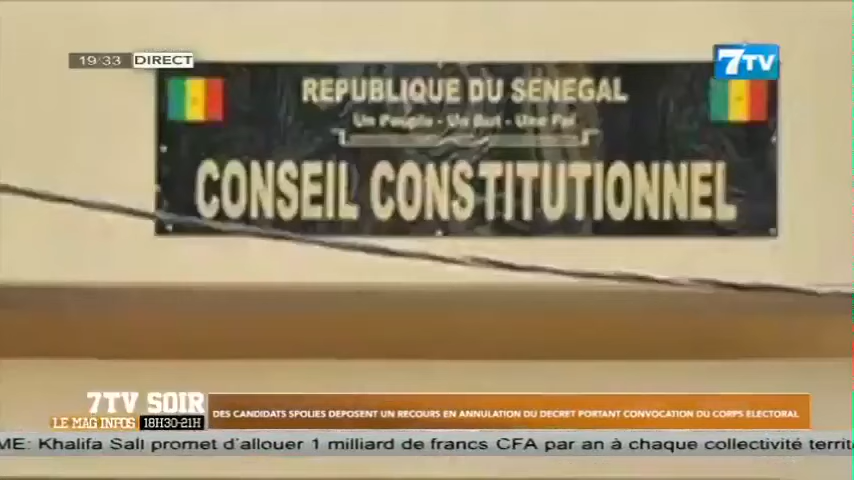 19:33 DIRECT
7TV
REPUBLIQUE DU SENEGAL
Un Peuple - Un But - Une Foi
CONSEIL CONSTITUTIONNEL
7TV SOIR
LE MAG INFOS 18H30-21H
DES CANDIDATS SPOLIES DEPOSENT UN RECOURS EN ANNULATION DU DECRET PORTANT CONVOCATION DU CORPS ELECTORAL
ME: Khalifa Sall promet d'allouer 1 milliard de francs CFA par an à chaque collectivité territ